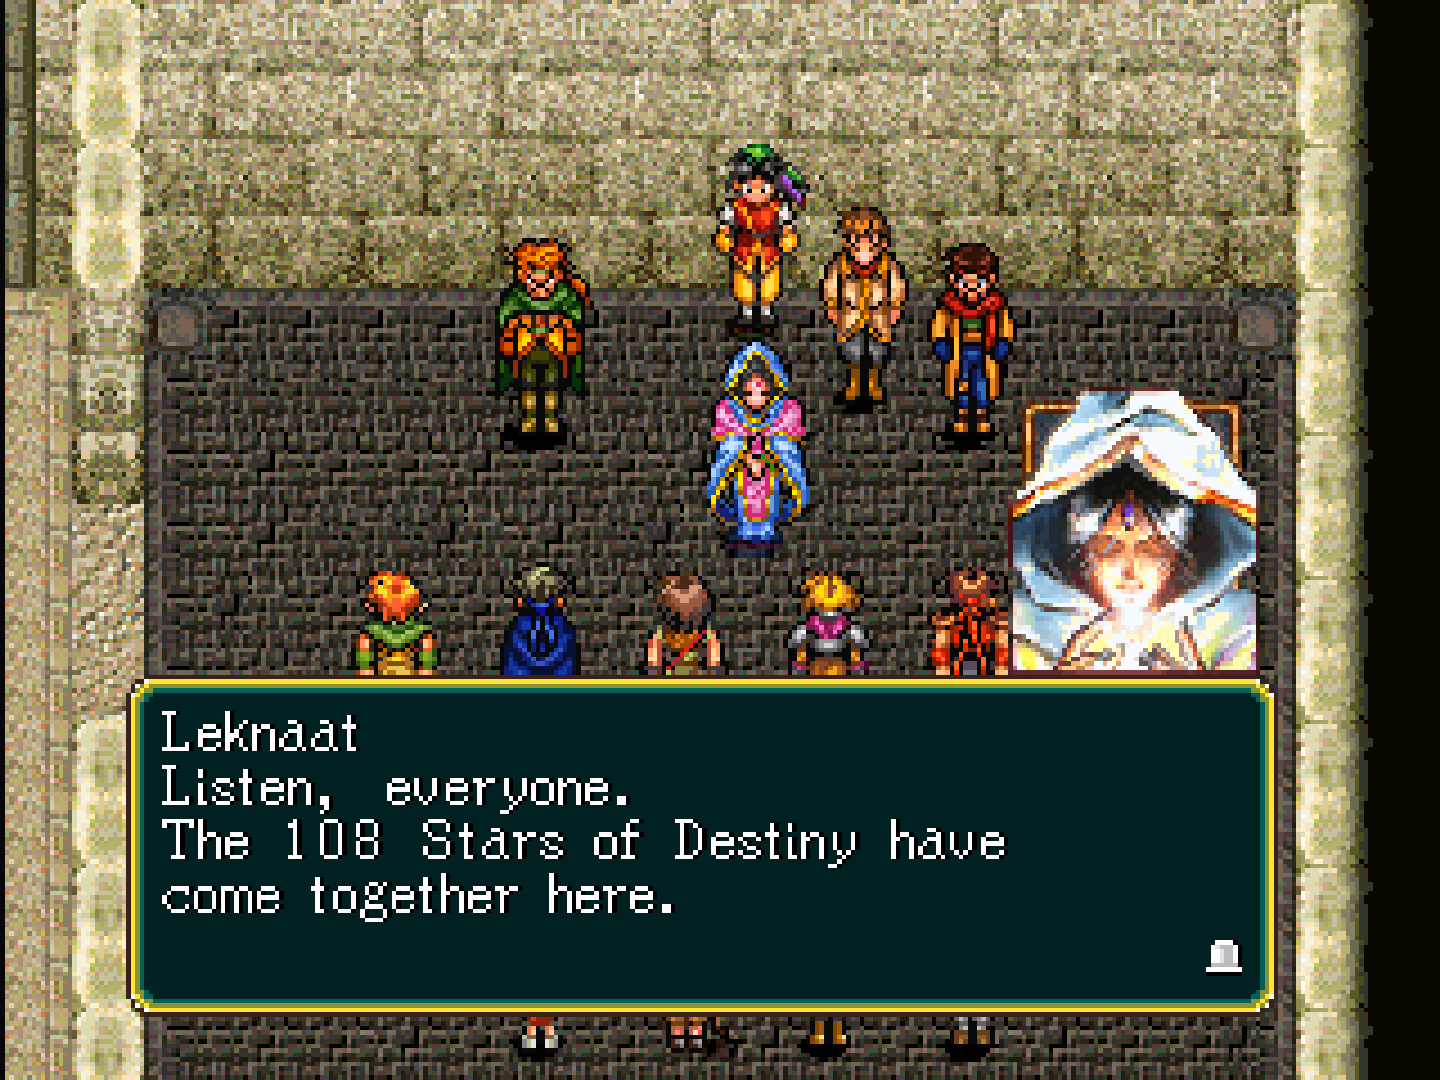 Leknaat
Listen, everyone.
The 108 Stars of Destiny have
come together here.